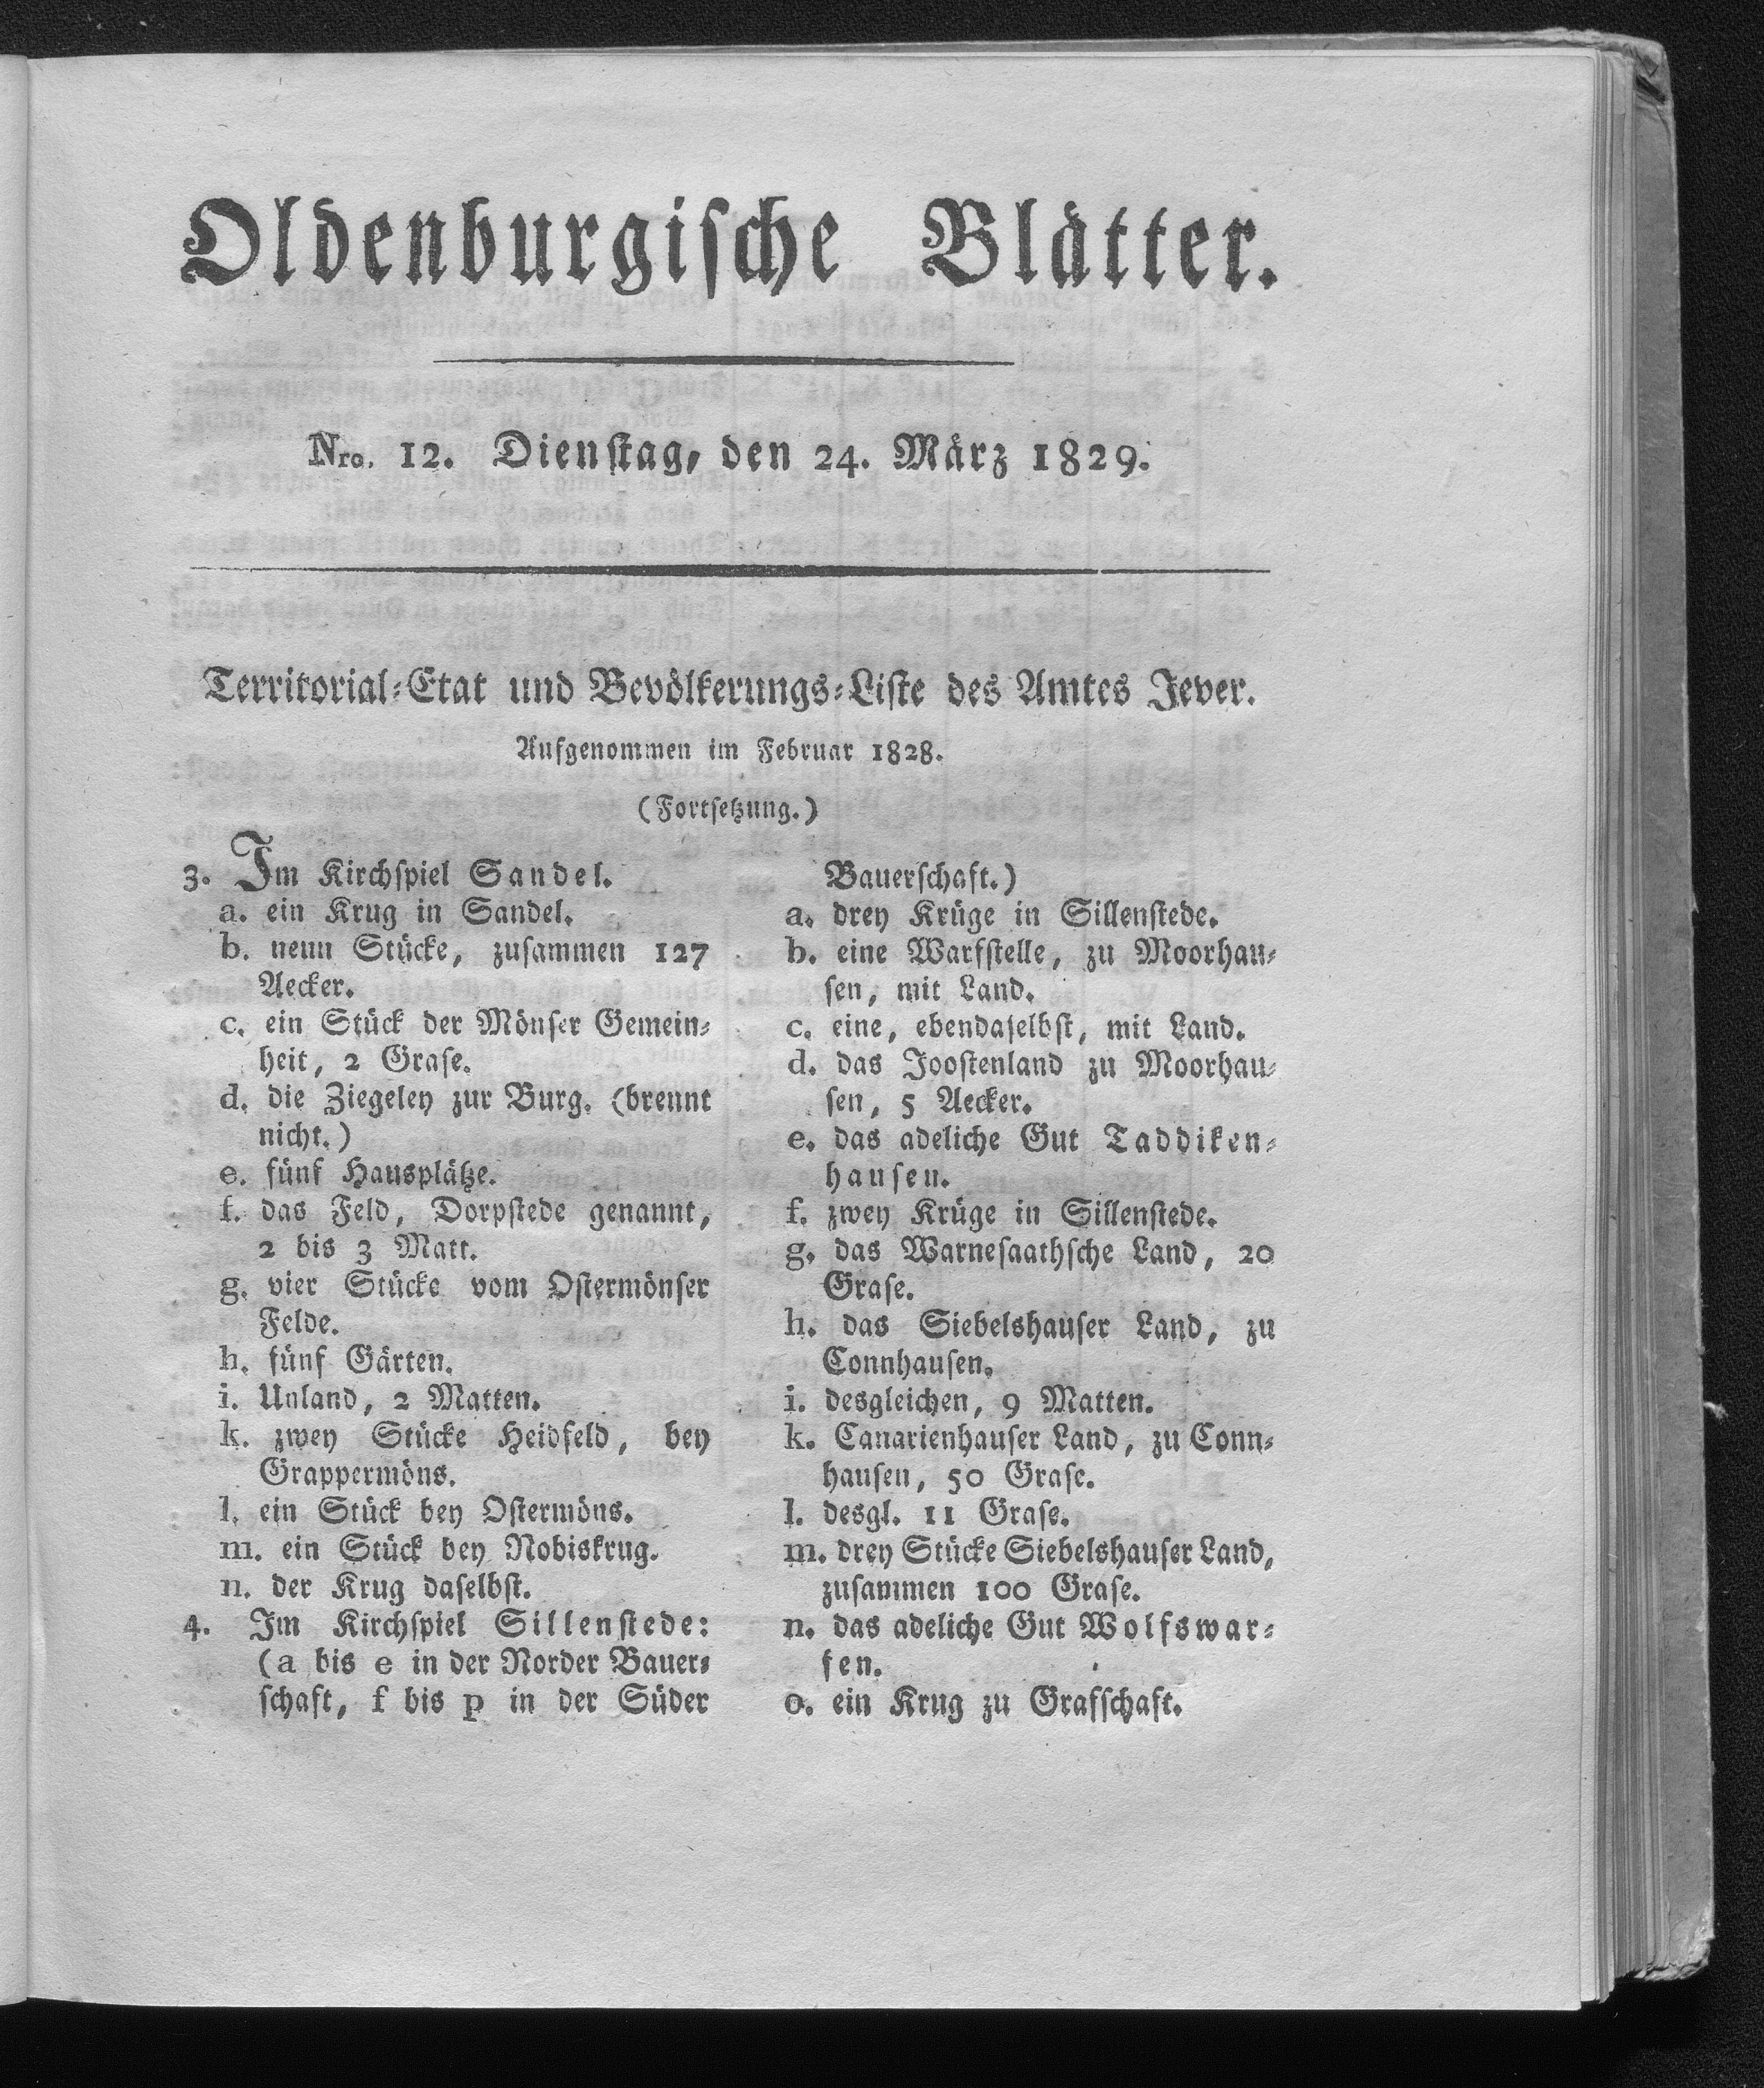 Oldenburgische Blätter.
Nro. 12. Dienstag, den 24. März 1829.
Territorial-Etat und Bevölkerungs-Liste des Amtes Jever.
Aufgenommen im Februar 1828.
(Fortsetzung.)
3. Im Kirchspiel Sandel.
a. ein Krug in Sandel.
b. neun Stücke, zusammen 127
Aecker.
c. ein Stück der Mönser Gemein-
heit, 2 Grase.
d. die Ziegeley zur Burg. (brennt
nicht.)
e. fünf Hausplätze.
f. das Feld, Dorpstede genannt,
2 bis 3 Matt.
g. vier Stücke vom Ostermönser
Felde.
h. fünf Gärten.
i. Unland, 2 Matten.
k. zwey Stücke Heidfeld, bey
Grappermöns.
l. ein Stück bey Ostermöns.
m. ein Stück bey Nobiskrug.
n. der Krug daselbst.
4. Im Kirchspiel Sillenstede:
(a bis e in der Norder Bauer-
schaft, f bis p in der Süder
Bauerschaft.)
a. drey Krüge in Sillenstede.
b. eine Warfstelle, zu Moorhau-
sen, mit Land.
c. eine, ebendaselbst, mit Land.
d. das Joostenland zu Moorhau-
sen, 5 Aecker.
e. das adeliche Gut Taddiken-
hausen.
f. zwey Krüge in Sillenstede.
g. das Warnesaathsche Land, 20
Grase.
h. das Siebelshauser Land, zu
Connhausen.
i. desgleichen, 9 Matten.
k. Canarienhauser Land, zu Conn-
hausen, 50 Grase.
l. desgl. 11 Grase.
m. drey Stücke Siebelshauser Land,
zusammen 100 Grase.
n. das adeliche Gut Wolfswar-
fen.
o. ein Krug zu Grafschaft.